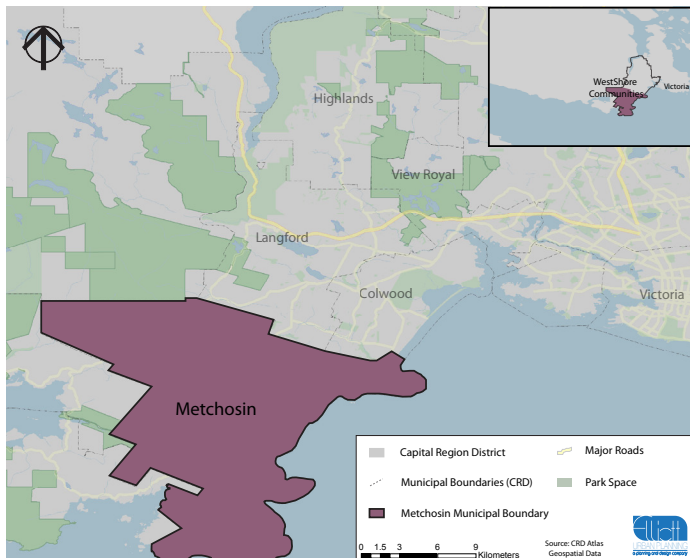 WestShore
Communities
Victoria
Highlands
View Royal
Langford
Colwood
Victoria
Metchosin
Capital Region District
Major Roads
Municipal Boundaries (CRD)
Park Space
Metchosin Municipal Boundary
0 1.5 3 6 9
Kilometers
Source: CRD Atlas
Geospatial Data
URBAN PLANNING
a planning and design company